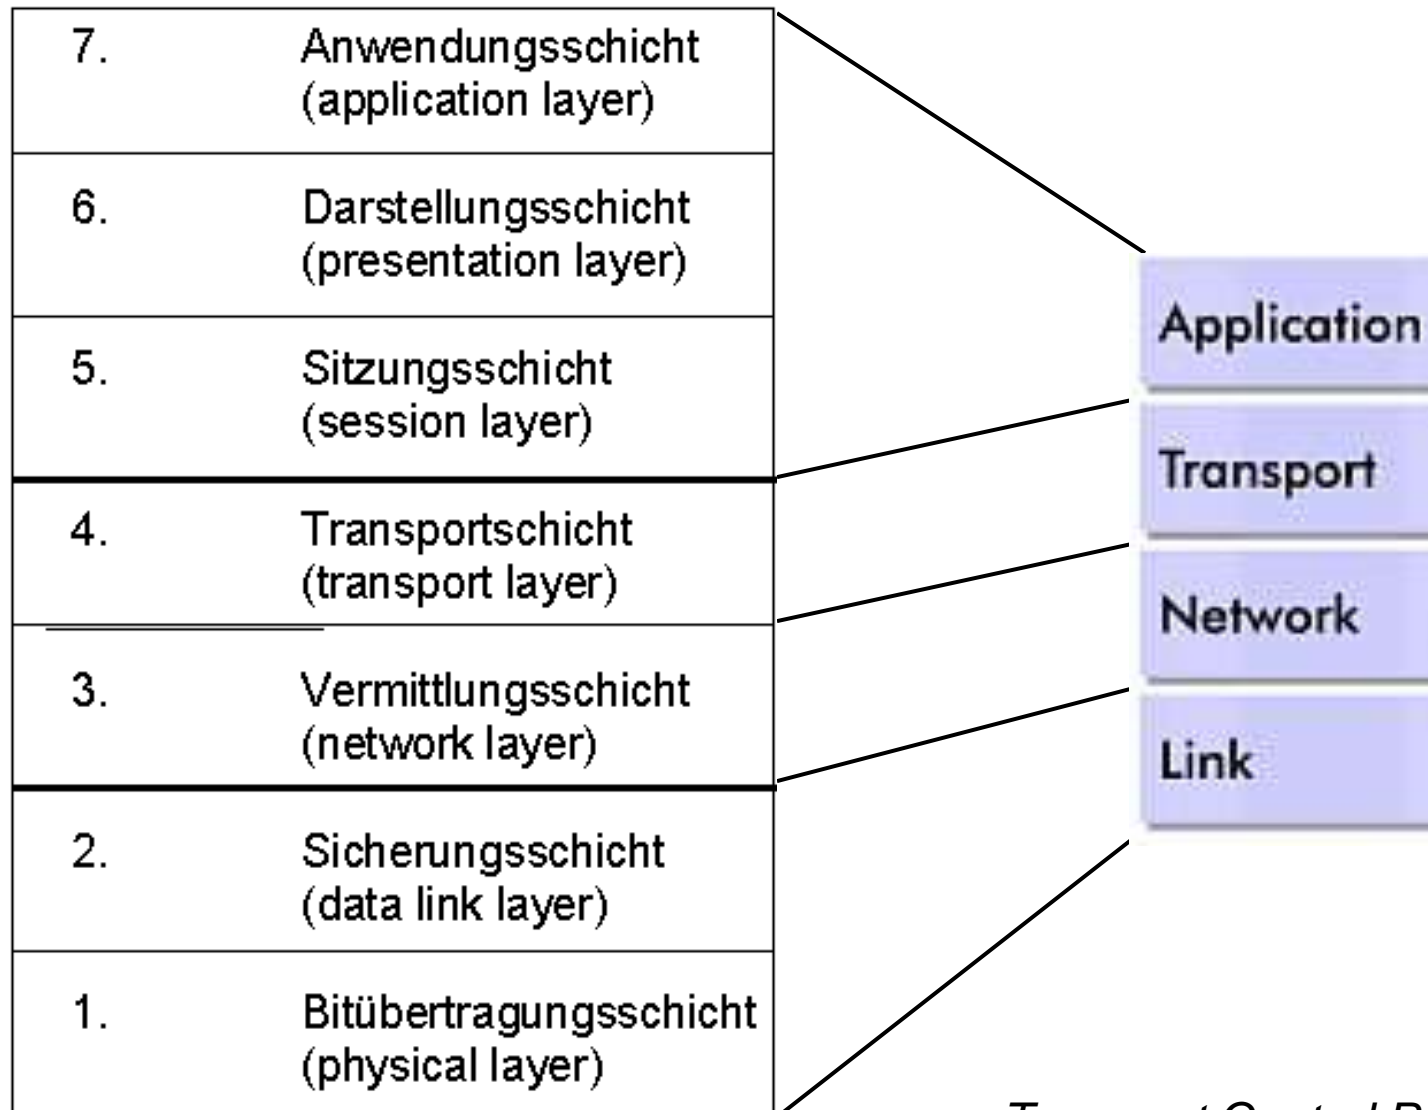 7. Anwendungsschicht
(application layer)
6. Darstellungsschicht
(presentation layer)
5. Sitzungsschicht
(session layer)
4. Transportschicht
(transport layer)
3. Vermittlungsschicht
(network layer)
2. Sicherungsschicht
(data link layer)
1. Bitübertragungsschicht
(physical layer)
Application
Transport
Network
Link